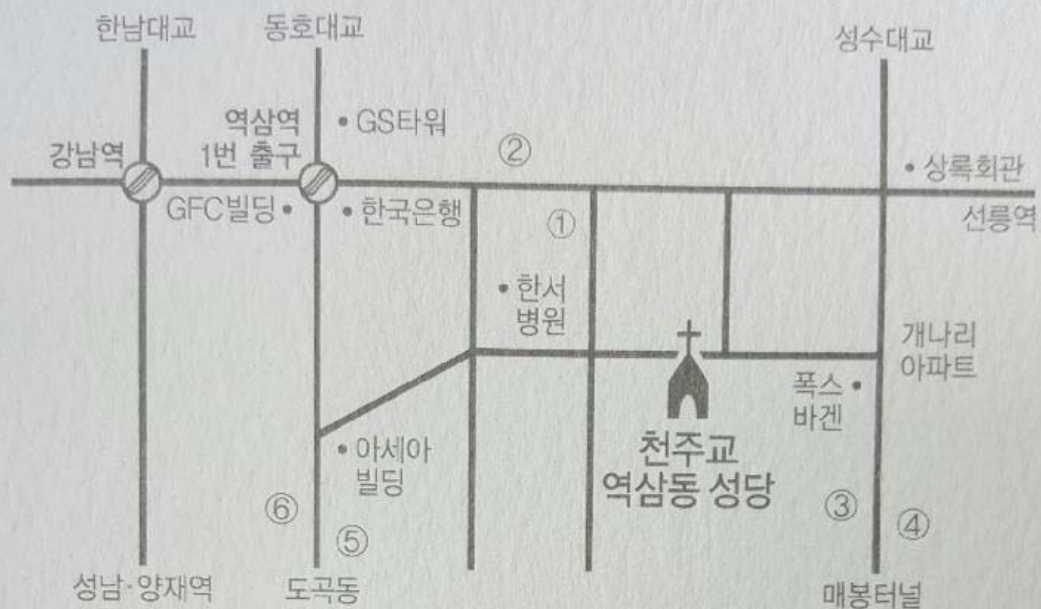 한남대교
동호대교
성수대교
역삼역
1번 출구
• GS타워
강남역
②
• 상록회관
GFC빌딩 •
• 한국은행
①
선릉역
• 한서
병원
개나리
아파트
폭스 •
바겐
천주교
역삼동 성당
• 아세아
빌딩
⑥
⑤
③
④
성남·양재역
도곡동
매봉터널